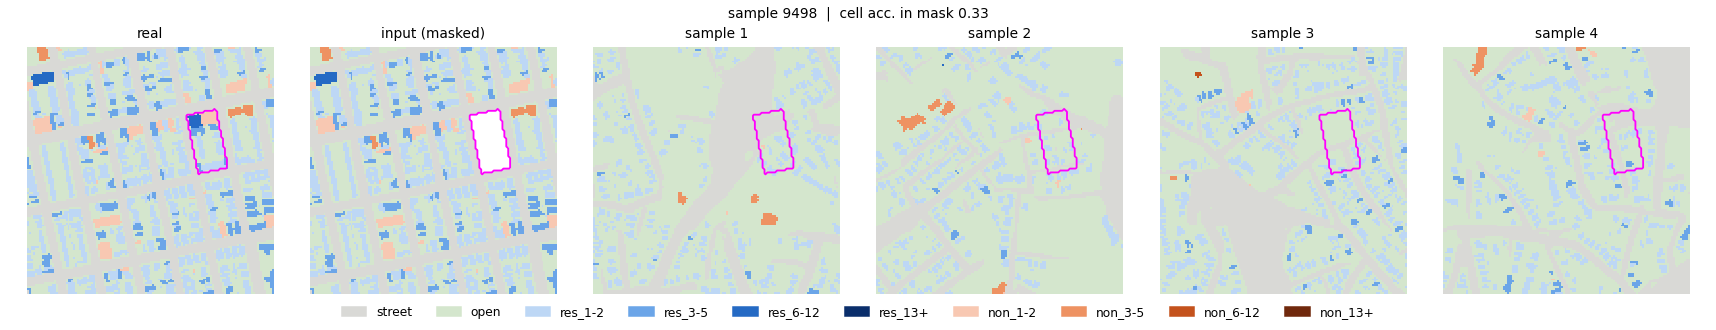 sample 9498 | cell acc. in mask 0.33
real
input (masked)
sample 1
sample 2
sample 3
sample 4
street
open
res_1-2
res_3-5
res_6-12
res_13+
non_1-2
non_3-5
non_6-12
non_13+